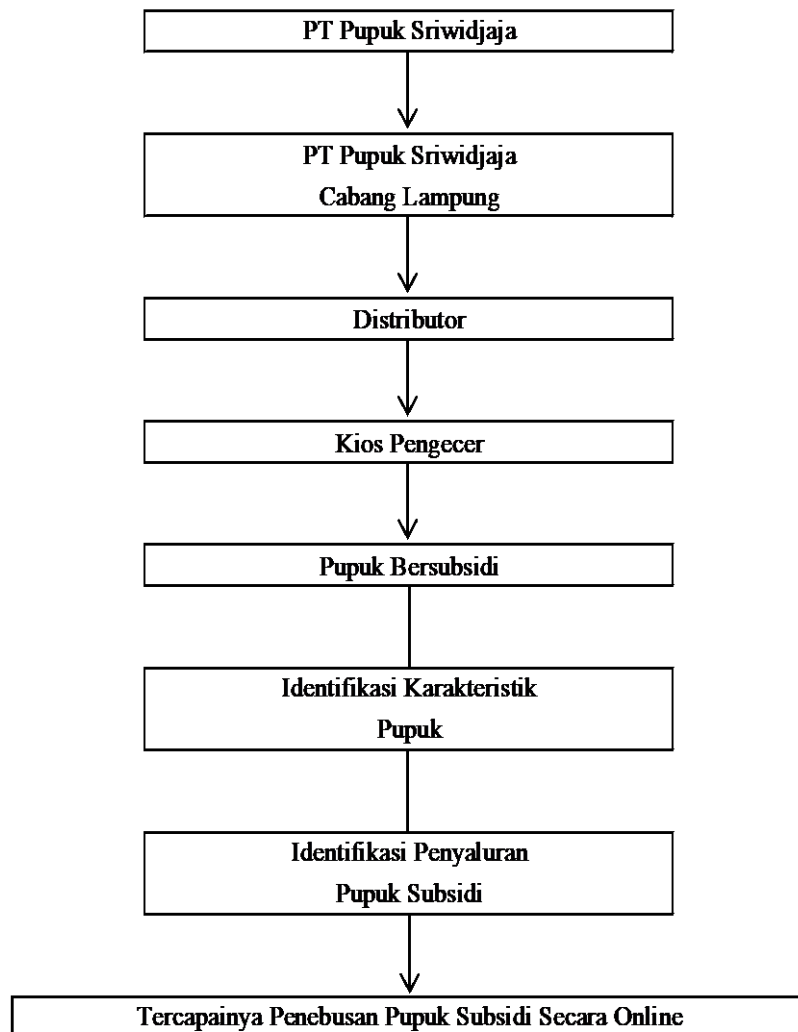 PT Pupuk Sriwidjaja
PT Pupuk Sriwidjaja
Cabang Lampung
Distributor
Kios Pengecer
Pupuk Bersubsidi
Identifikasi Karakteristik
Pupuk
Identifikasi Penyaluran
Pupuk Subsidi
Tercapainya Penebusan Pupuk Subsidi Secara Online